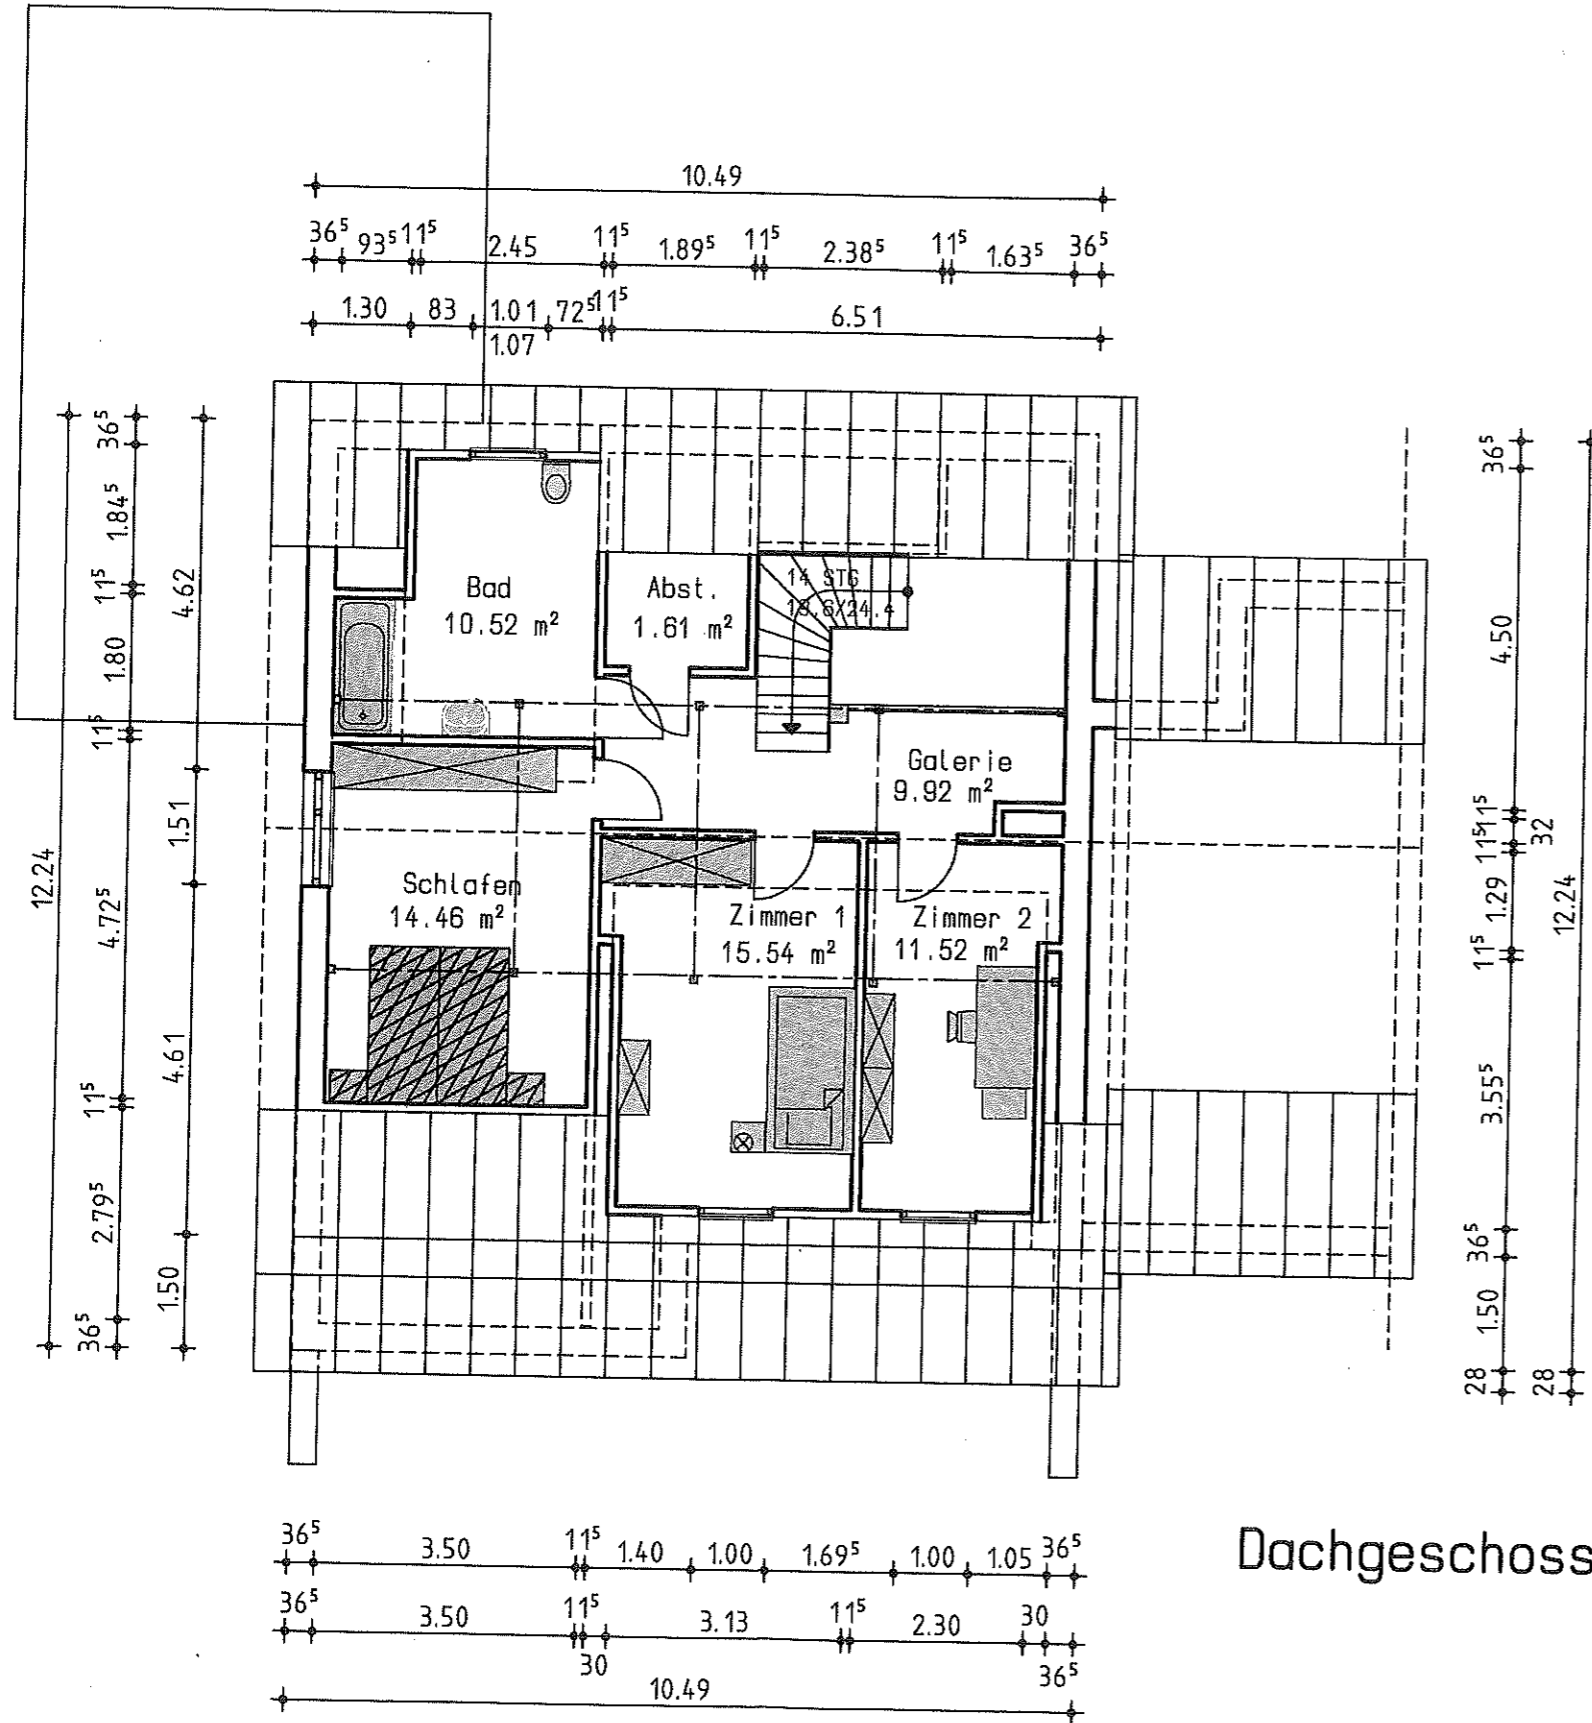 10.49
36⁵ 93⁵ 11⁵ 2.45 11⁵ 1.89⁵ 11⁵ 2.38⁵ 11⁵ 1.63⁵ 36⁵
1.30 83 1.01 72⁵ 11⁵ 6.51
1.07
12.24
36⁵ 1.84⁵ 11⁵ 1.80 11⁵ 4.72⁵ 11⁵ 2.79⁵ 36⁵
4.62 1.51 4.61 1.50
Bad
10.52 m²
Abst.
1.61 m²
14 STG
18.6/24.4
Galerie
9.92 m²
Schlafen
14.46 m²
Zimmer 1
15.54 m²
Zimmer 2
11.52 m²
36⁵ 4.50 11⁵ 32 11⁵ 1.29 11⁵ 3.55⁵ 36⁵ 1.50 28
12.24 28
36⁵ 3.50 11⁵ 1.40 1.00 1.69⁵ 1.00 1.05 36⁵
36⁵ 3.50 11⁵ 30 3.13 11⁵ 2.30 30 36⁵
10.49
Dachgeschoss